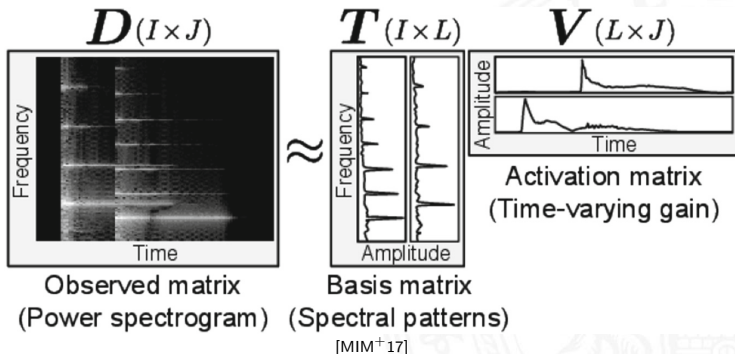 D (I×J)
T (I×L)
V (L×J)
Frequency
Time
≈
Frequency
Amplitude
Amplitude
Time
Observed matrix
(Power spectrogram)
Basis matrix
(Spectral patterns)
Activation matrix
(Time-varying gain)
[MIM⁺17]